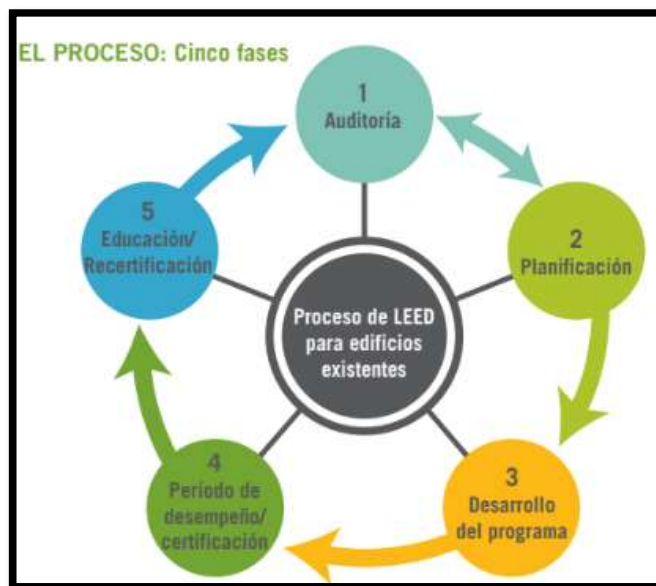 EL PROCESO: Cinco fases
1
Auditoría
2
Planificación
3
Desarrollo
del programa
4
Período de
desempeño/
certificación
5
Educación/
Recertificación
Proceso de LEED
para edificios
existentes